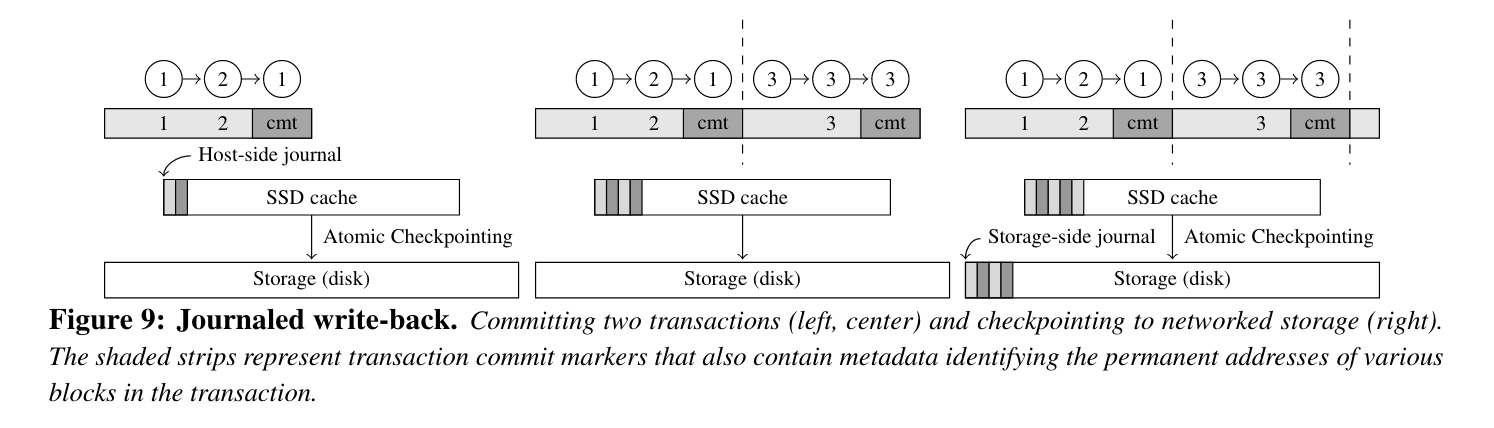 1 2 1
1 2 cmt
Host-side journal
SSD cache
Atomic Checkpointing
Storage (disk)
1 2 1 3 3 3
1 2 cmt 3 cmt
SSD cache
Storage (disk)
1 2 1 3 3 3
1 2 cmt 3 cmt
SSD cache
Storage-side journal
Atomic Checkpointing
Storage (disk)
Figure 9: Journaled write-back. Committing two transactions (left, center) and checkpointing to networked storage (right).
The shaded strips represent transaction commit markers that also contain metadata identifying the permanent addresses of various
blocks in the transaction.